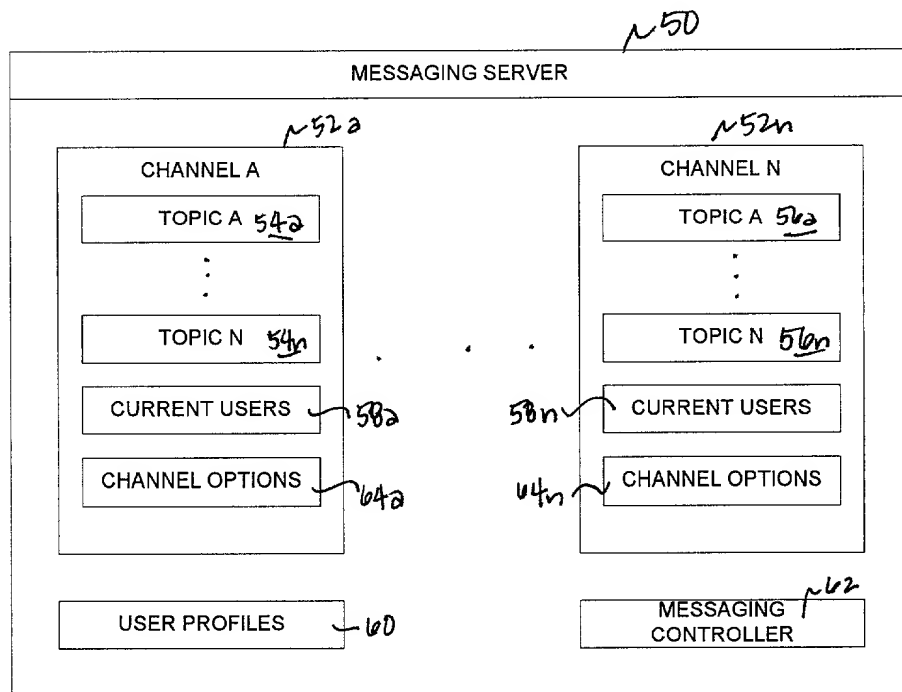 ~50
MESSAGING SERVER
~52a
~52n
CHANNEL A
CHANNEL N
TOPIC A 54a
TOPIC A 56a
TOPIC N 54n
TOPIC N 56n
CURRENT USERS
58a
58n
CURRENT USERS
CHANNEL OPTIONS
64a
64n
CHANNEL OPTIONS
USER PROFILES
60
MESSAGING
CONTROLLER
~62